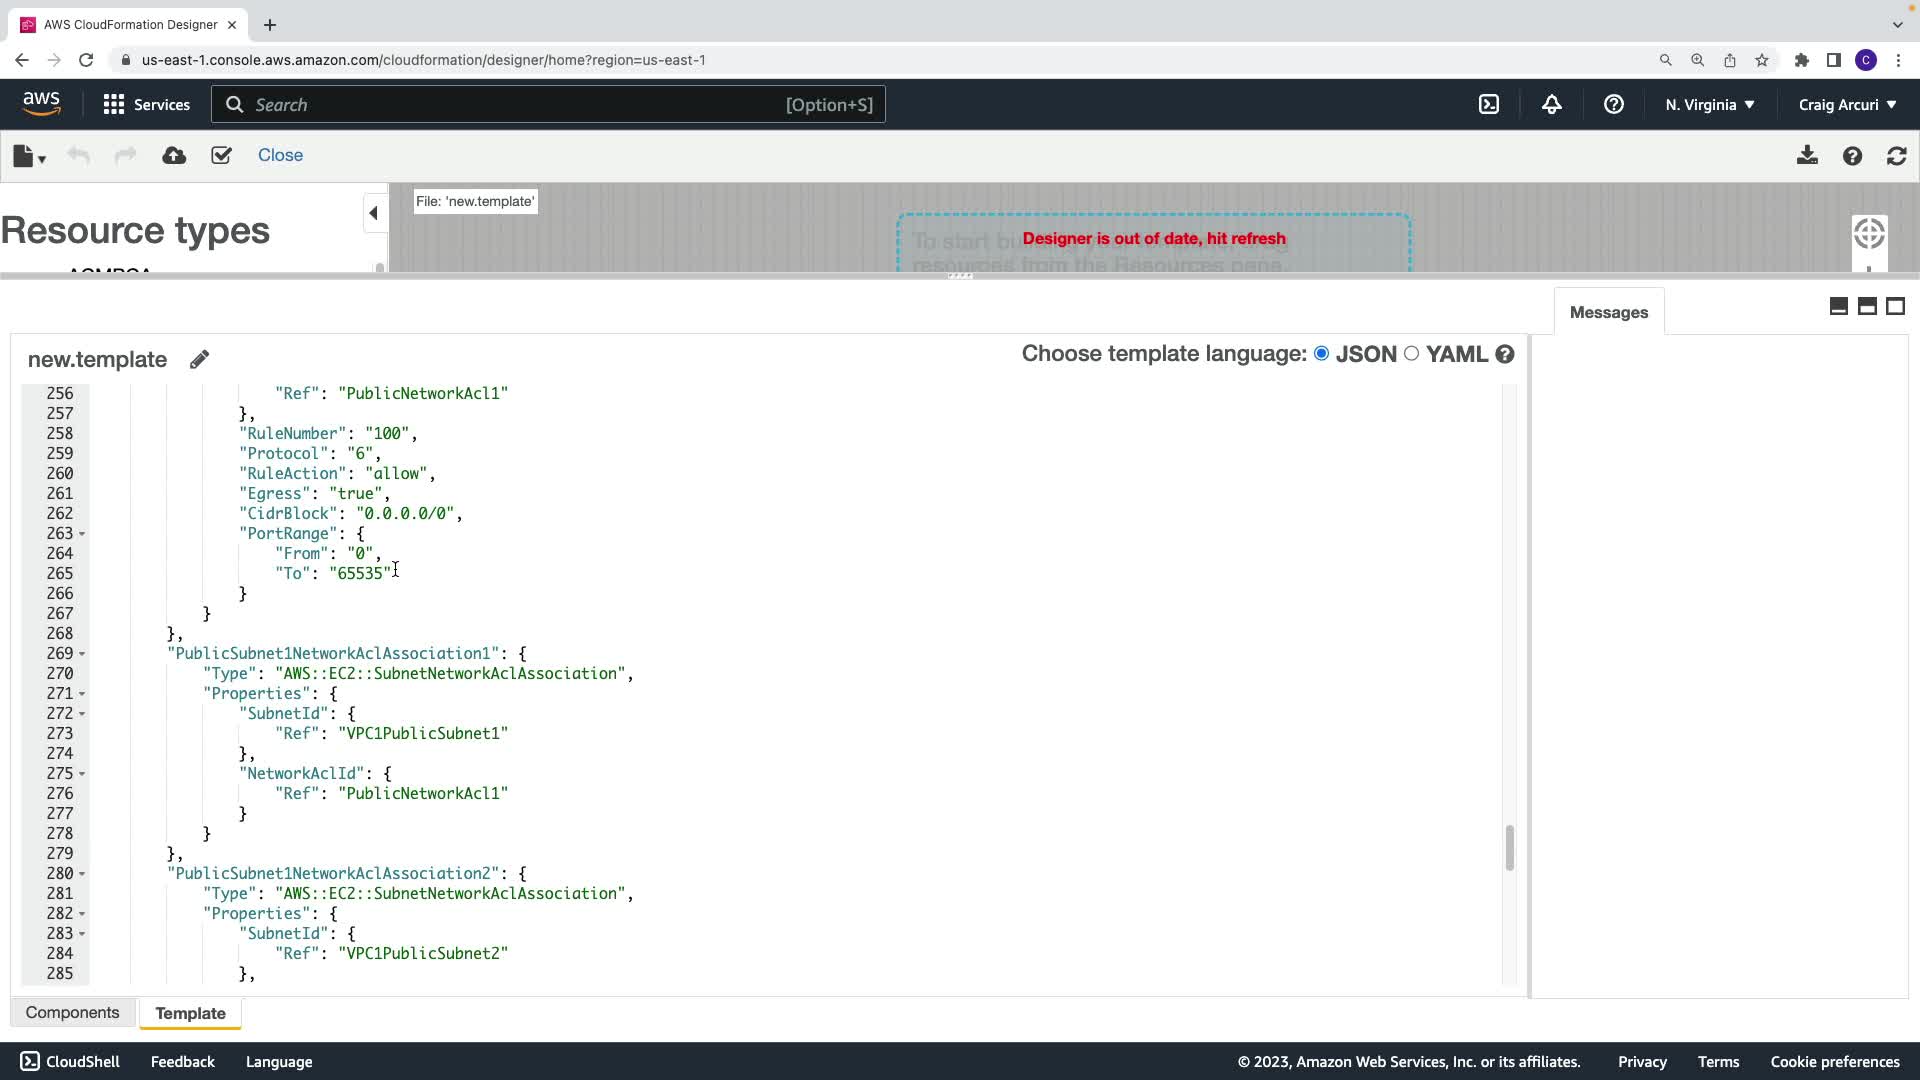 AWS CloudFormation Designer
us-east-1.console.aws.amazon.com/cloudformation/designer/home?region=us-east-1
C
aws
Services
Search
[Option+S]
N. Virginia
Craig Arcuri
Close
Resource types
File: 'new.template'
Designer is out of date, hit refresh
To start bu
resources from the Resources pane.
Messages
new.template
Choose template language: JSON YAML
256 "Ref": "PublicNetworkAcl1"
257 },
258 "RuleNumber": "100",
259 "Protocol": "6",
260 "RuleAction": "allow",
261 "Egress": "true",
262 "CidrBlock": "0.0.0.0/0",
263 "PortRange": {
264 "From": "0",
265 "To": "65535"
266 }
267 }
268 },
269 "PublicSubnet1NetworkAclAssociation1": {
270 "Type": "AWS::EC2::SubnetNetworkAclAssociation",
271 "Properties": {
272 "SubnetId": {
273 "Ref": "VPC1PublicSubnet1"
274 },
275 "NetworkAclId": {
276 "Ref": "PublicNetworkAcl1"
277 }
278 }
279 },
280 "PublicSubnet1NetworkAclAssociation2": {
281 "Type": "AWS::EC2::SubnetNetworkAclAssociation",
282 "Properties": {
283 "SubnetId": {
284 "Ref": "VPC1PublicSubnet2"
285 },
Components
Template
CloudShell
Feedback
Language
© 2023, Amazon Web Services, Inc. or its affiliates.
Privacy
Terms
Cookie preferences